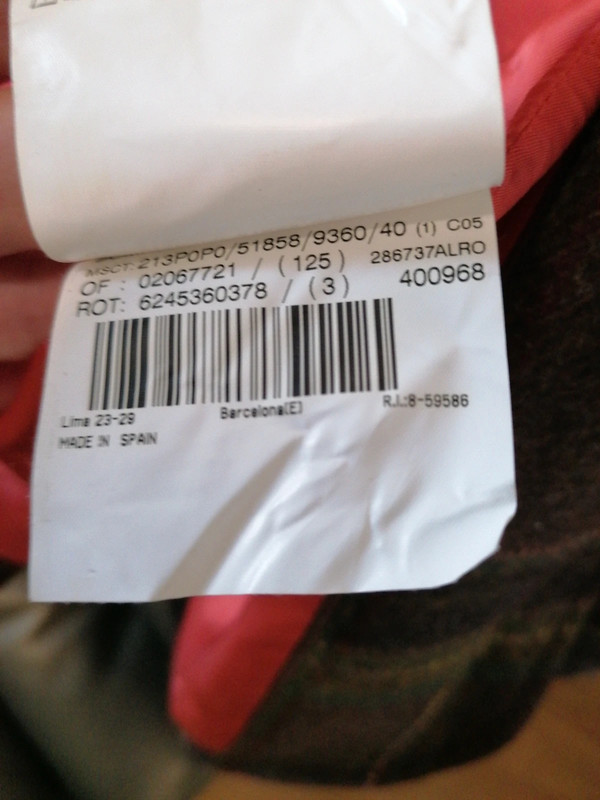 MSCT: 213P0P0/51858/9360/40 (1) C05
OF : 02067721 / (125) 286737ALRO
ROT: 6245360378 / (3) 400968
Lima 23-29 Barcelona(E) R.I.:8-59586
MADE IN SPAIN